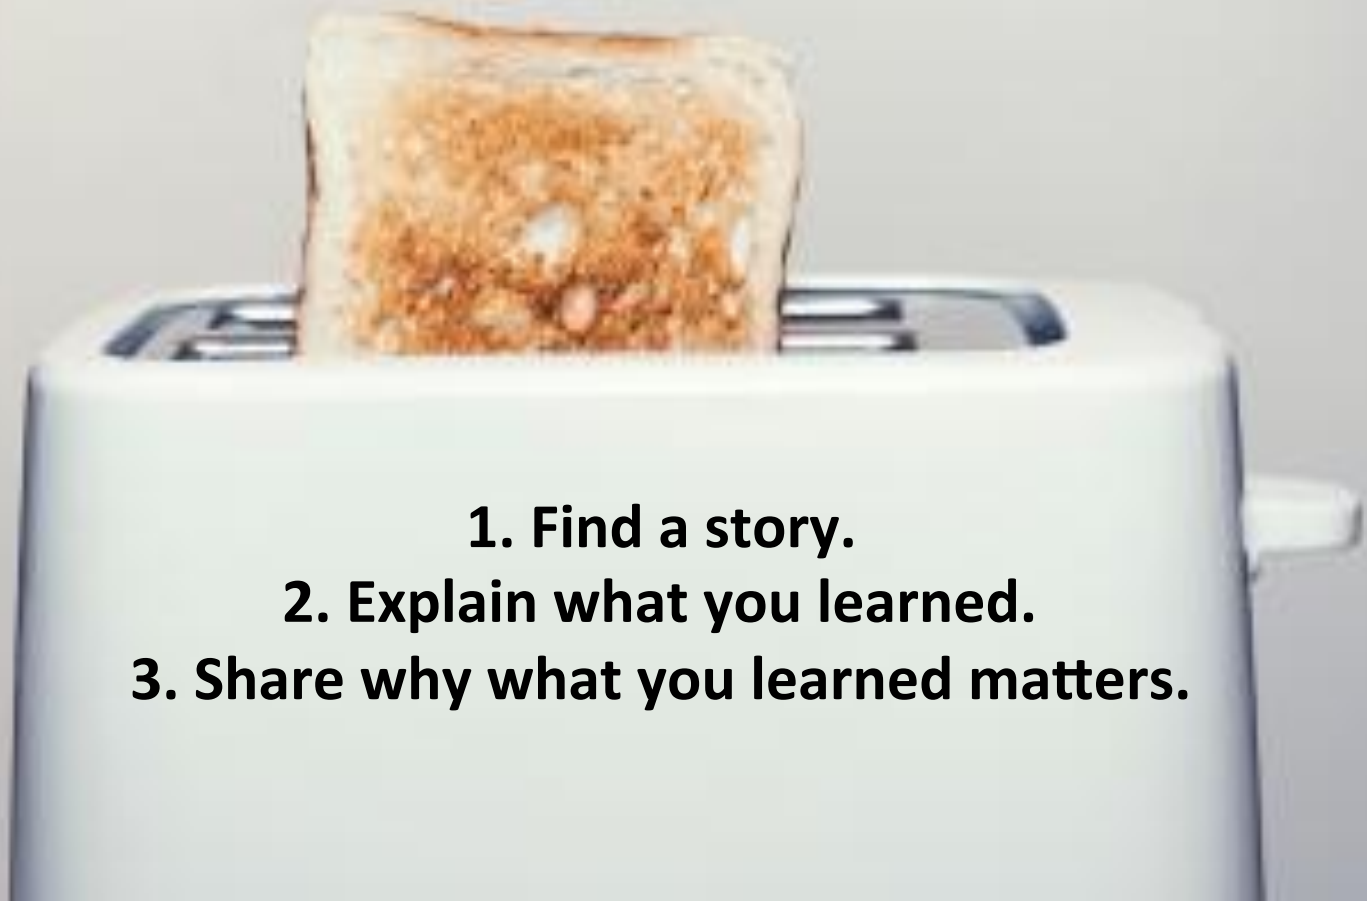 1. Find a story.
2. Explain what you learned.
3. Share why what you learned matters.